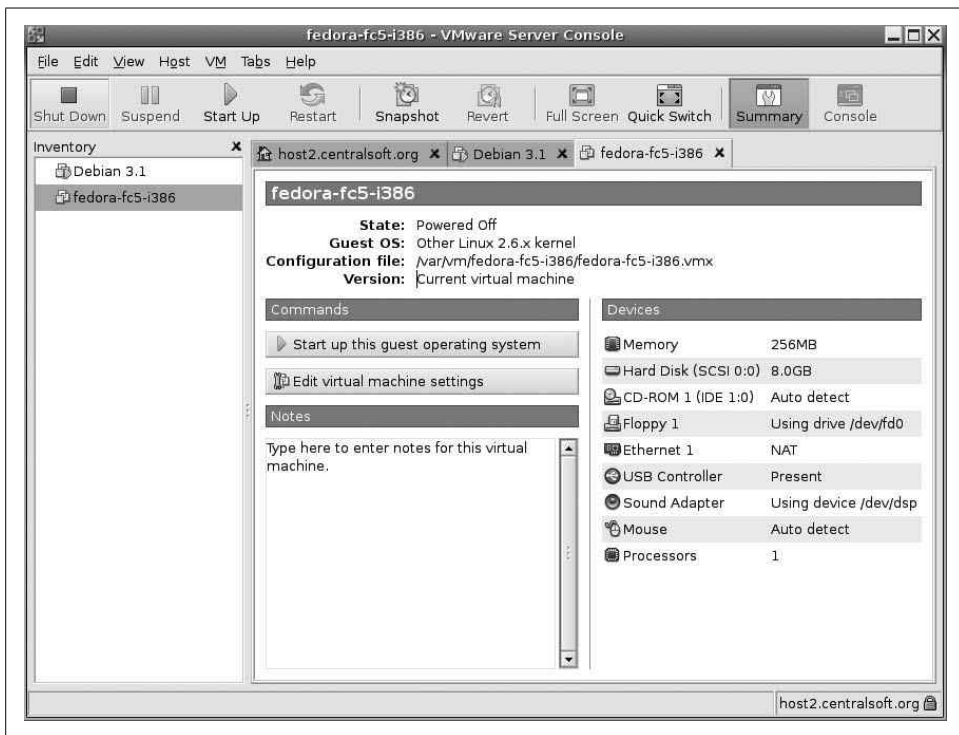 fedora-fc5-i386 - VMware Server Console
File Edit View Host VM Tabs Help
Shut Down Suspend Start Up Restart Snapshot Revert Full Screen Quick Switch Summary Console
Inventory
Debian 3.1
fedora-fc5-i386
host2.centralsoft.org Debian 3.1 fedora-fc5-i386
fedora-fc5-i386
State: Powered Off
Guest OS: Other Linux 2.6.x kernel
Configuration file: /var/vm/fedora-fc5-i386/fedora-fc5-i386.vmx
Version: Current virtual machine
Commands
Start up this guest operating system
Edit virtual machine settings
Notes
Type here to enter notes for this virtual
machine.
Devices
Memory 256MB
Hard Disk (SCSI 0:0) 8.0GB
CD-ROM 1 (IDE 1:0) Auto detect
Floppy 1 Using drive /dev/fd0
Ethernet 1 NAT
USB Controller Present
Sound Adapter Using device /dev/dsp
Mouse Auto detect
Processors 1
host2.centralsoft.org